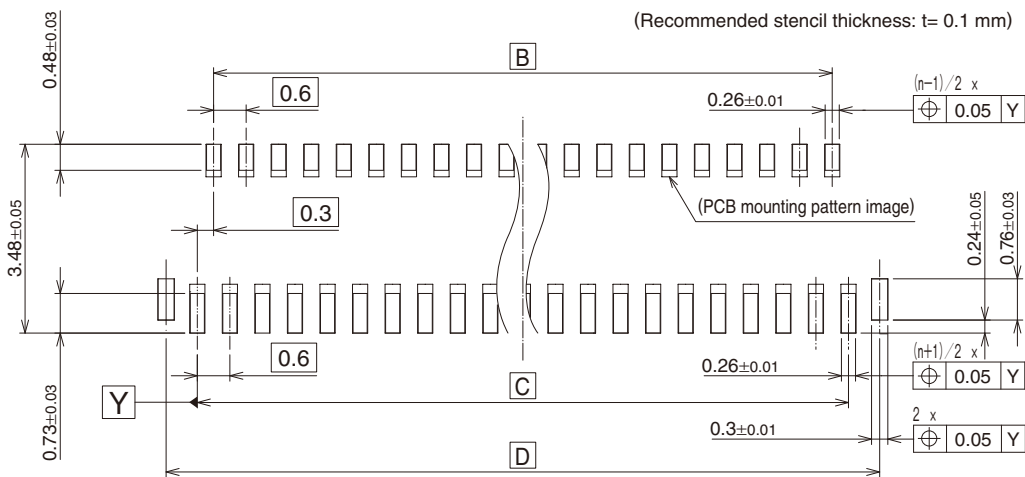 (Recommended stencil thickness: t= 0.1 mm)
0.48±0.03
B
0.6
0.26±0.01
(n-1)/2 x
⌖ 0.05 Y
(PCB mounting pattern image)
0.3
3.48±0.05
0.24±0.05
0.76±0.03
0.6
0.26±0.01
(n+1)/2 x
⌖ 0.05 Y
Y
C
0.73±0.03
0.3±0.01
2 x
⌖ 0.05 Y
D